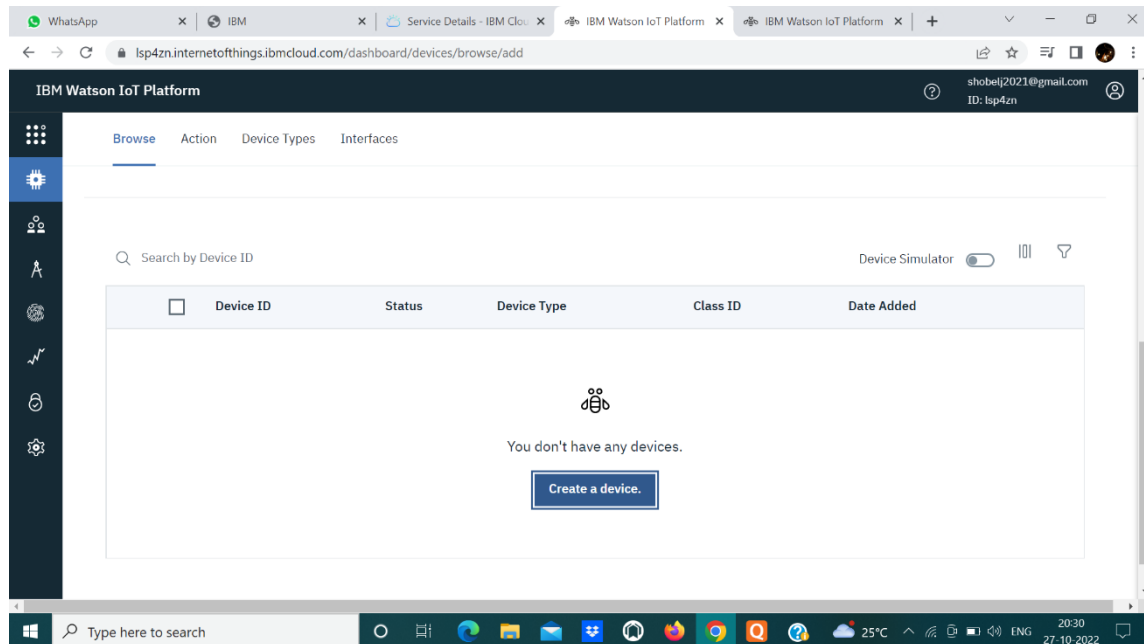 WhatsApp
IBM
Service Details - IBM Clou
IBM Watson IoT Platform
IBM Watson IoT Platform
lsp4zn.internetofthings.ibmcloud.com/dashboard/devices/browse/add
IBM Watson IoT Platform
shobelj2021@gmail.com
ID: lsp4zn
Browse Action Device Types Interfaces
Search by Device ID
Device Simulator
Device ID Status Device Type Class ID Date Added
You don't have any devices.
Create a device.
Type here to search
25°C
ENG
20:30
27-10-2022